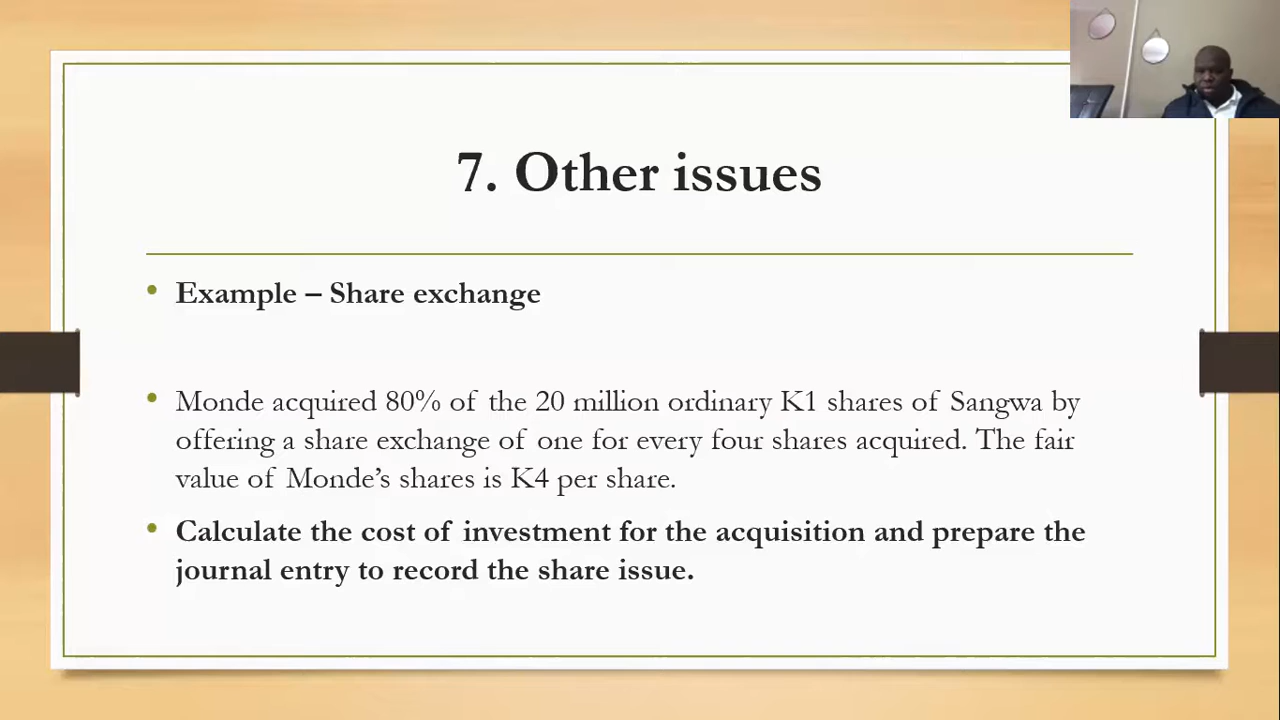 7. Other issues
• Example – Share exchange
• Monde acquired 80% of the 20 million ordinary K1 shares of Sangwa by
offering a share exchange of one for every four shares acquired. The fair
value of Monde’s shares is K4 per share.
• Calculate the cost of investment for the acquisition and prepare the
journal entry to record the share issue.